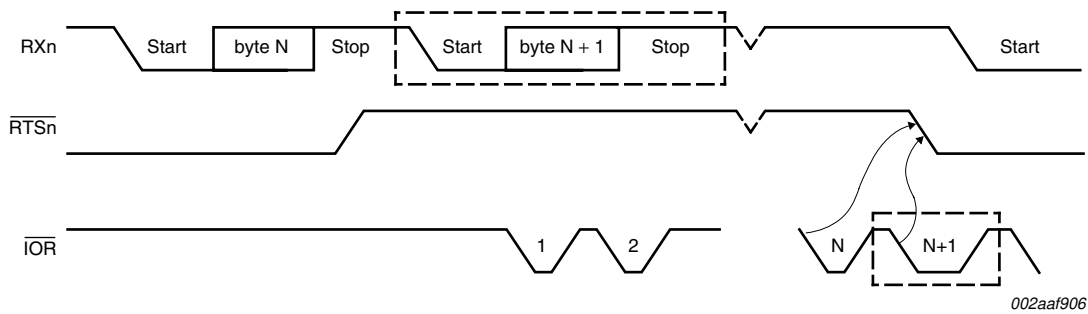 RXn Start byte N Stop Start byte N + 1 Stop Start
RTSn
IOR 1 2 N N+1
002aaf906